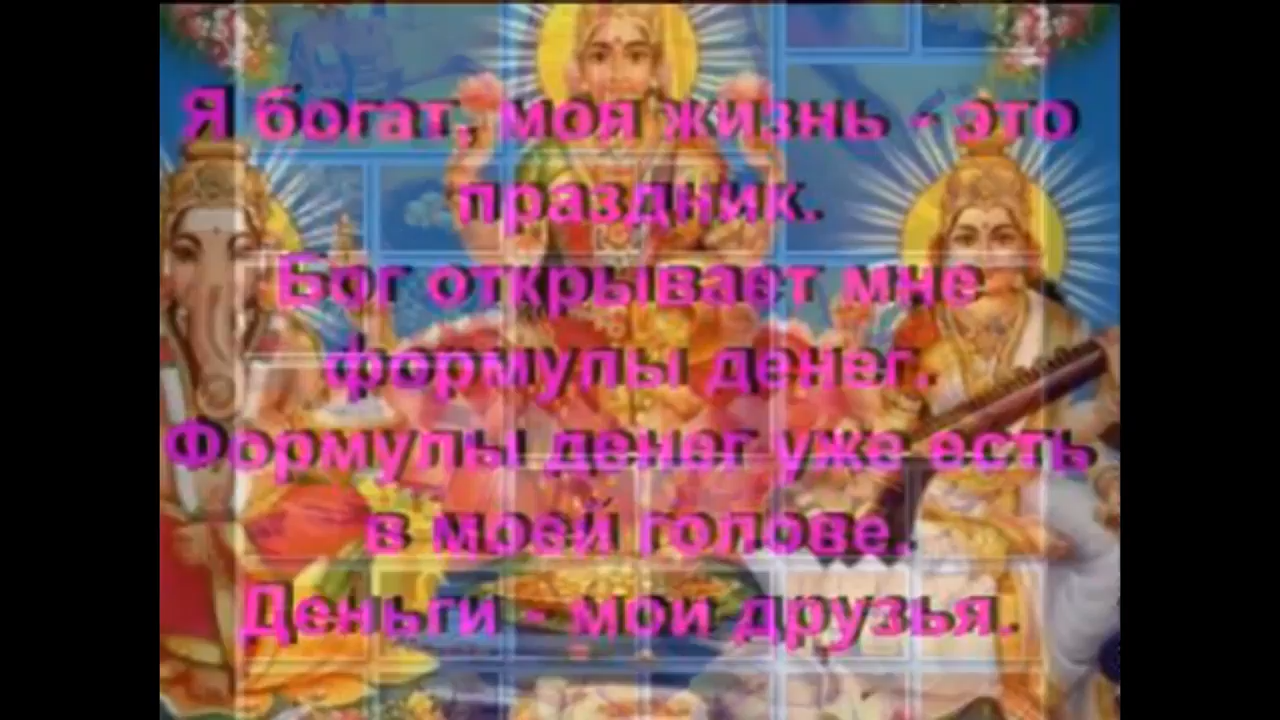 Я богат, моя жизнь - это
праздник.
Бог открывает мне
формулы денег.
Формулы денег уже есть
в моей голове.
Деньги - мои друзья.